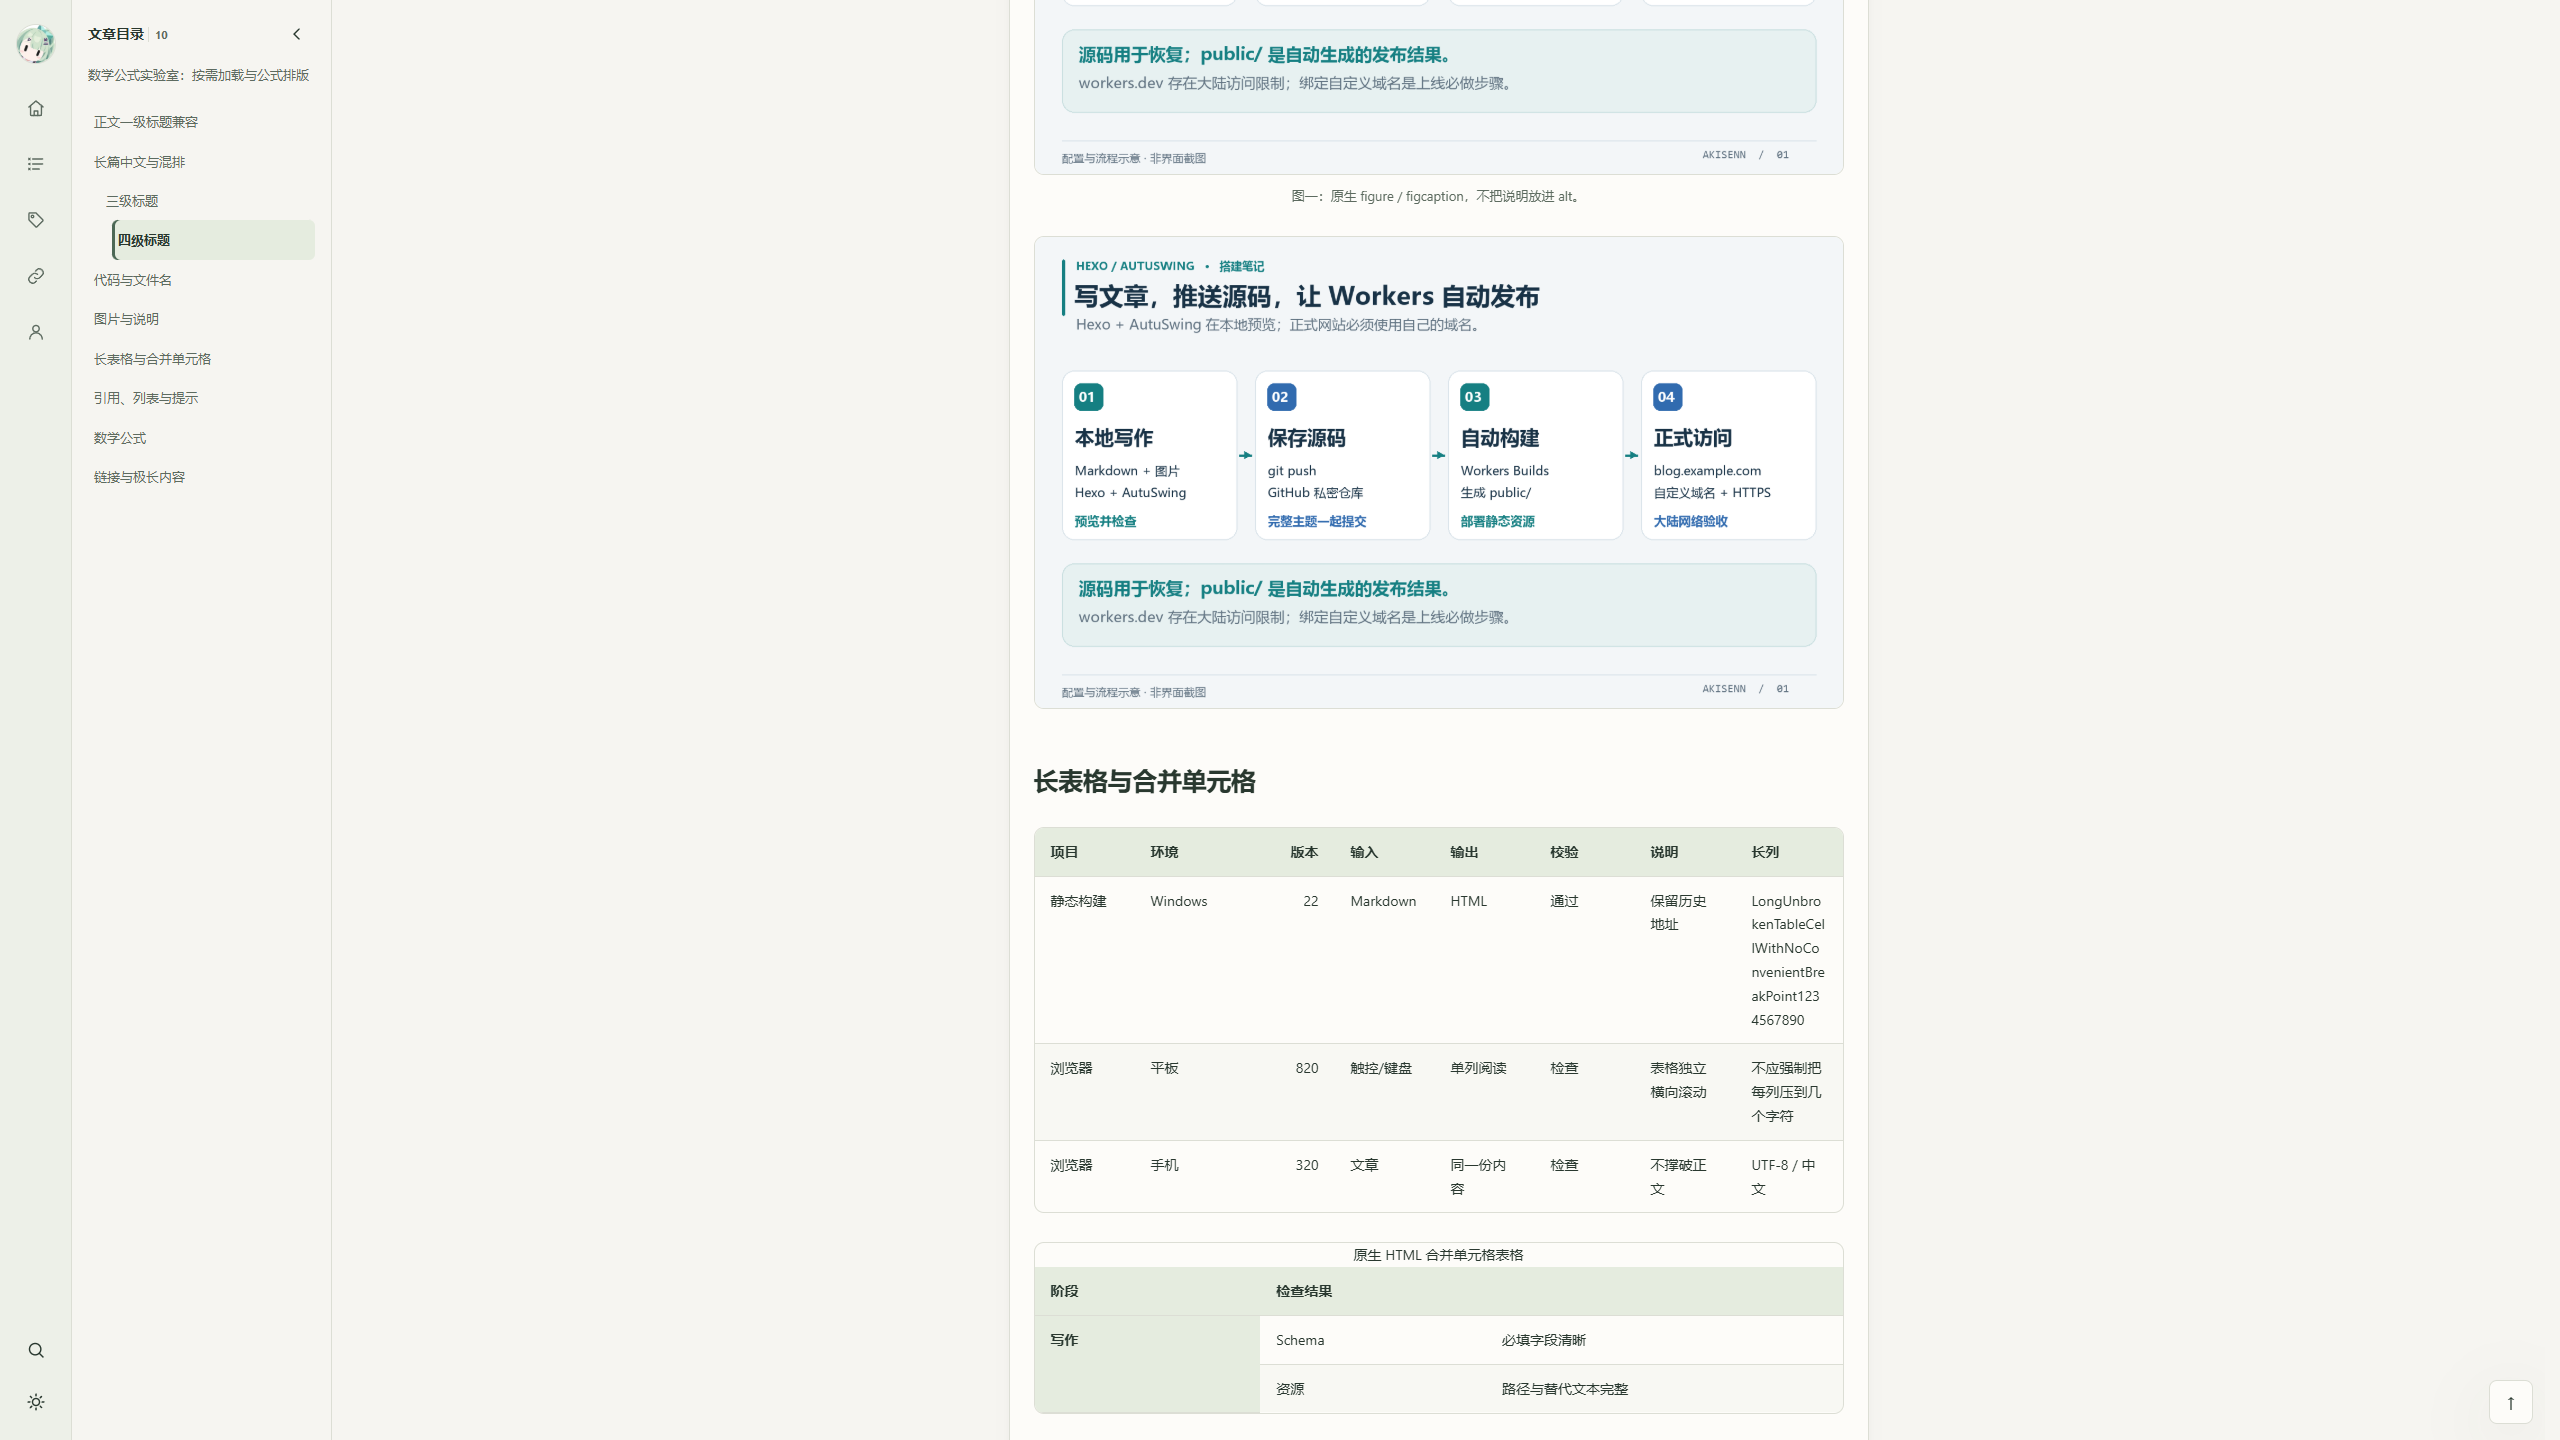 文章目录 10
数学公式实验室：按需加载与公式排版
正文一级标题兼容
长篇中文与混排
三级标题
四级标题
代码与文件名
图片与说明
长表格与合并单元格
引用、列表与提示
数学公式
链接与极长内容
源码用于恢复；public/ 是自动生成的发布结果。
workers.dev 存在大陆访问限制；绑定自定义域名是上线必做步骤。
配置与流程示意 · 非界面截图
AKISENN / 01
图一：原生 figure / figcaption，不把说明放进 alt。
HEXO / AUTUSWING • 搭建笔记
写文章，推送源码，让 Workers 自动发布
Hexo + AutuSwing 在本地预览；正式网站必须使用自己的域名。
01
本地写作
Markdown + 图片
Hexo + AutuSwing
预览并检查
02
保存源码
git push
GitHub 私密仓库
完整主题一起提交
03
自动构建
Workers Builds
生成 public/
部署静态资源
04
正式访问
blog.example.com
自定义域名 + HTTPS
大陆网络验收
源码用于恢复；public/ 是自动生成的发布结果。
workers.dev 存在大陆访问限制；绑定自定义域名是上线必做步骤。
配置与流程示意 · 非界面截图
AKISENN / 01
长表格与合并单元格
项目 环境 版本 输入 输出 校验 说明 长列
静态构建 Windows 22 Markdown HTML 通过
保留历史
地址
LongUnbro
kenTableCel
lWithNoCo
nvenientBre
akPoint123
4567890
浏览器 平板 820 触控/键盘 单列阅读 检查
表格独立
横向滚动
不应强制把
每列压到几
个字符
浏览器 手机 320 文章
同一份内
容
检查
不撑破正
文
UTF-8 / 中
文
原生 HTML 合并单元格表格
阶段 检查结果
写作 Schema 必填字段清晰
资源 路径与替代文本完整
↑